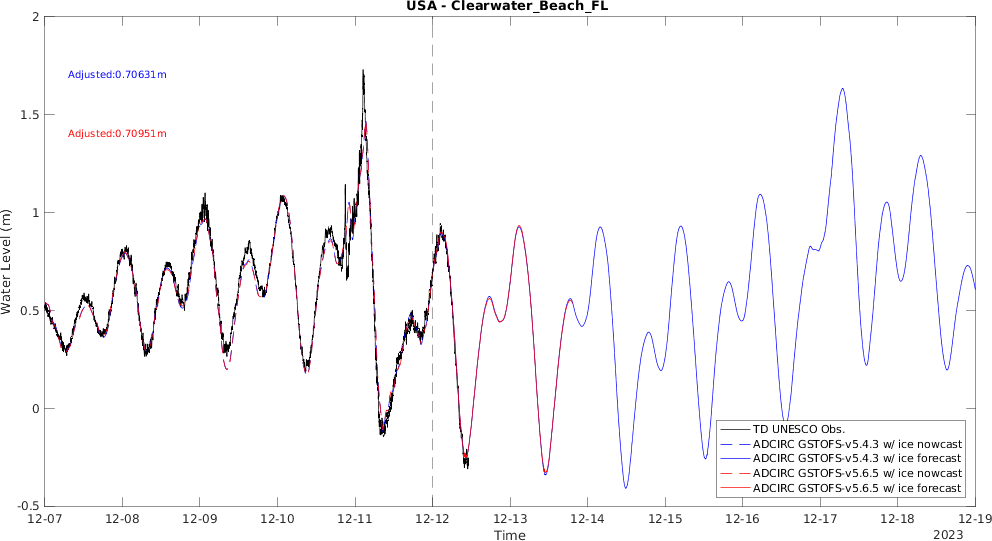 USA - Clearwater_Beach_FL
Adjusted:0.70631m
Adjusted:0.70951m
Water Level (m)
2
1.5
1
0.5
0
-0.5
TD UNESCO Obs.
ADCIRC GSTOFS-v5.4.3 w/ ice nowcast
ADCIRC GSTOFS-v5.4.3 w/ ice forecast
ADCIRC GSTOFS-v5.6.5 w/ ice nowcast
ADCIRC GSTOFS-v5.6.5 w/ ice forecast
12-07 12-08 12-09 12-10 12-11 12-12 12-13 12-14 12-15 12-16 12-17 12-18 12-19
Time
2023